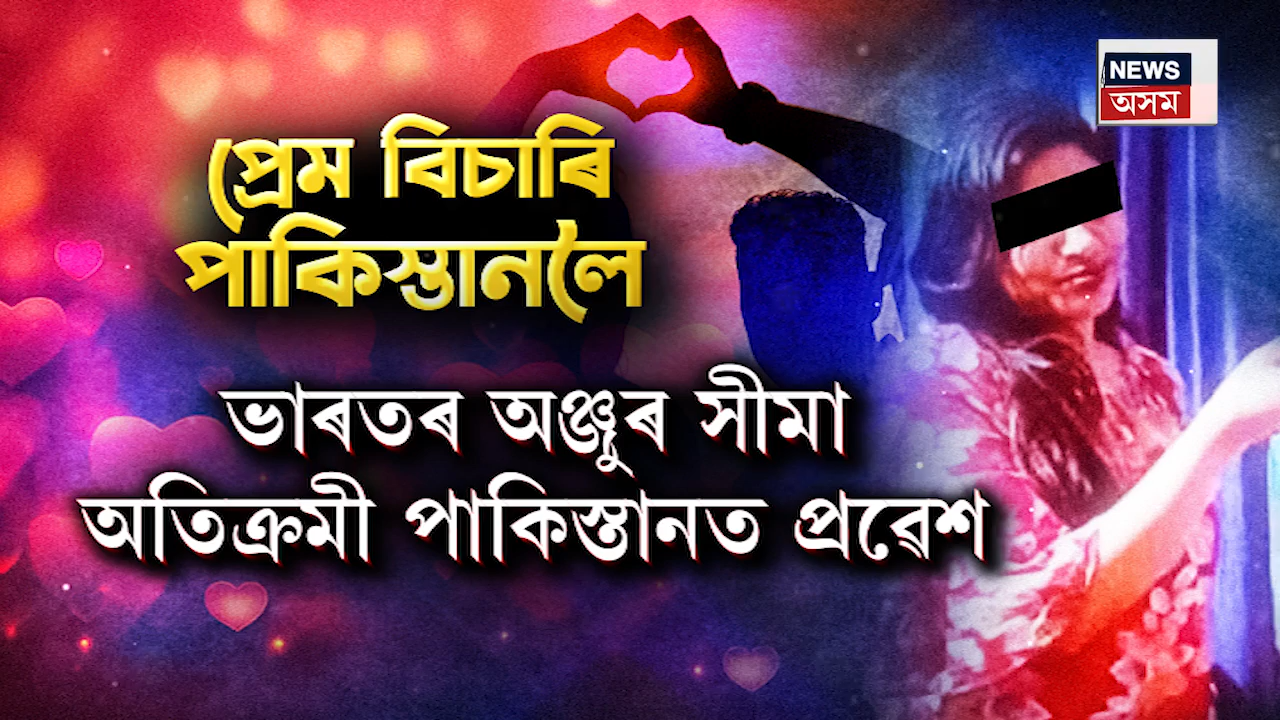 NEWS
অসম
প্ৰেম বিচাৰি
পাকিস্তানলৈ
ভাৰতৰ অঞ্জুৰ সীমা
অতিক্ৰমী পাকিস্তানত প্ৰৱেশ